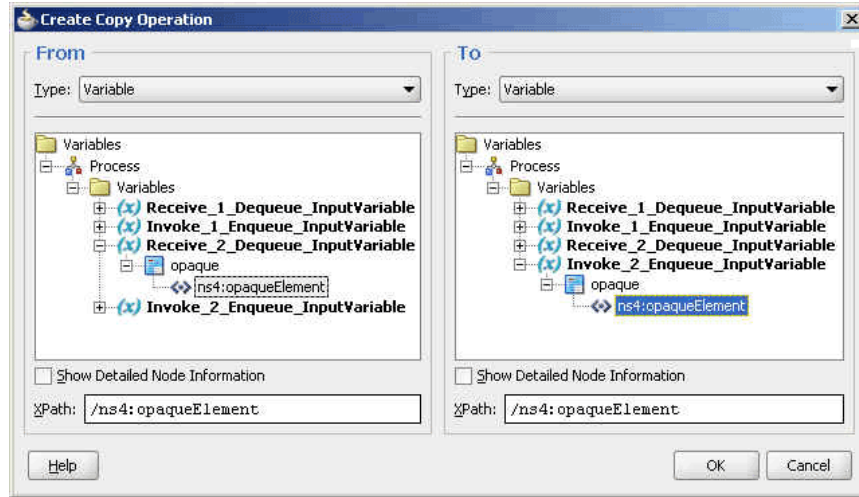 Create Copy Operation
From
Type: Variable
Variables
Process
Variables
Receive_1_Dequeue_InputVariable
Invoke_1_Enqueue_InputVariable
Receive_2_Dequeue_InputVariable
opaque
ns4:opaqueElement
Invoke_2_Enqueue_InputVariable
Show Detailed Node Information
XPath: /ns4:opaqueElement
To
Type: Variable
Variables
Process
Variables
Receive_1_Dequeue_InputVariable
Invoke_1_Enqueue_InputVariable
Receive_2_Dequeue_InputVariable
Invoke_2_Enqueue_InputVariable
opaque
ns4:opaqueElement
Show Detailed Node Information
XPath: /ns4:opaqueElement
Help
OK
Cancel